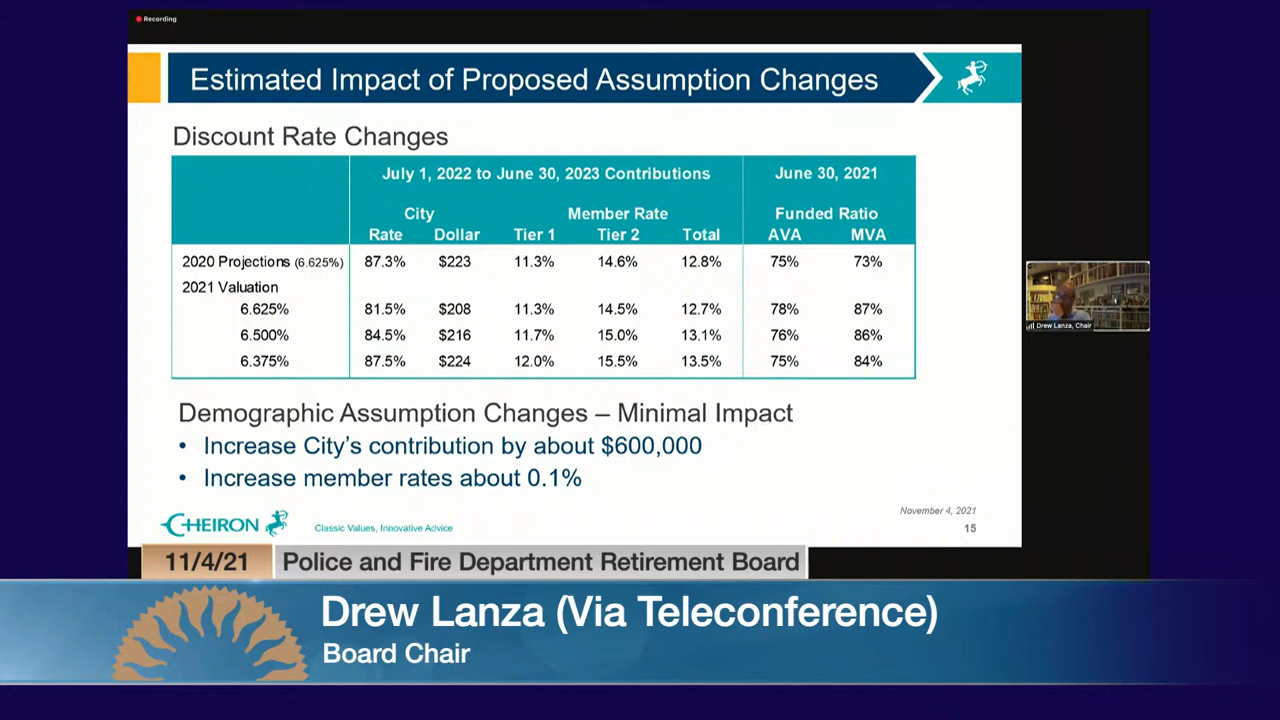 Recording
Estimated Impact of Proposed Assumption Changes
Discount Rate Changes
July 1, 2022 to June 30, 2023 Contributions June 30, 2021
City Member Rate Funded Ratio
Rate Dollar Tier 1 Tier 2 Total AVA MVA
2020 Projections (6.625%) 87.3% $223 11.3% 14.6% 12.8% 75% 73%
2021 Valuation
6.625% 81.5% $208 11.3% 14.5% 12.7% 78% 87%
6.500% 84.5% $216 11.7% 15.0% 13.1% 76% 86%
6.375% 87.5% $224 12.0% 15.5% 13.5% 75% 84%
Drew Lanza, Chair
Demographic Assumption Changes – Minimal Impact
• Increase City's contribution by about $600,000
• Increase member rates about 0.1%
November 4, 2021
CHEIRON Classic Values, Innovative Advice 15
11/4/21 Police and Fire Department Retirement Board
Drew Lanza (Via Teleconference)
Board Chair